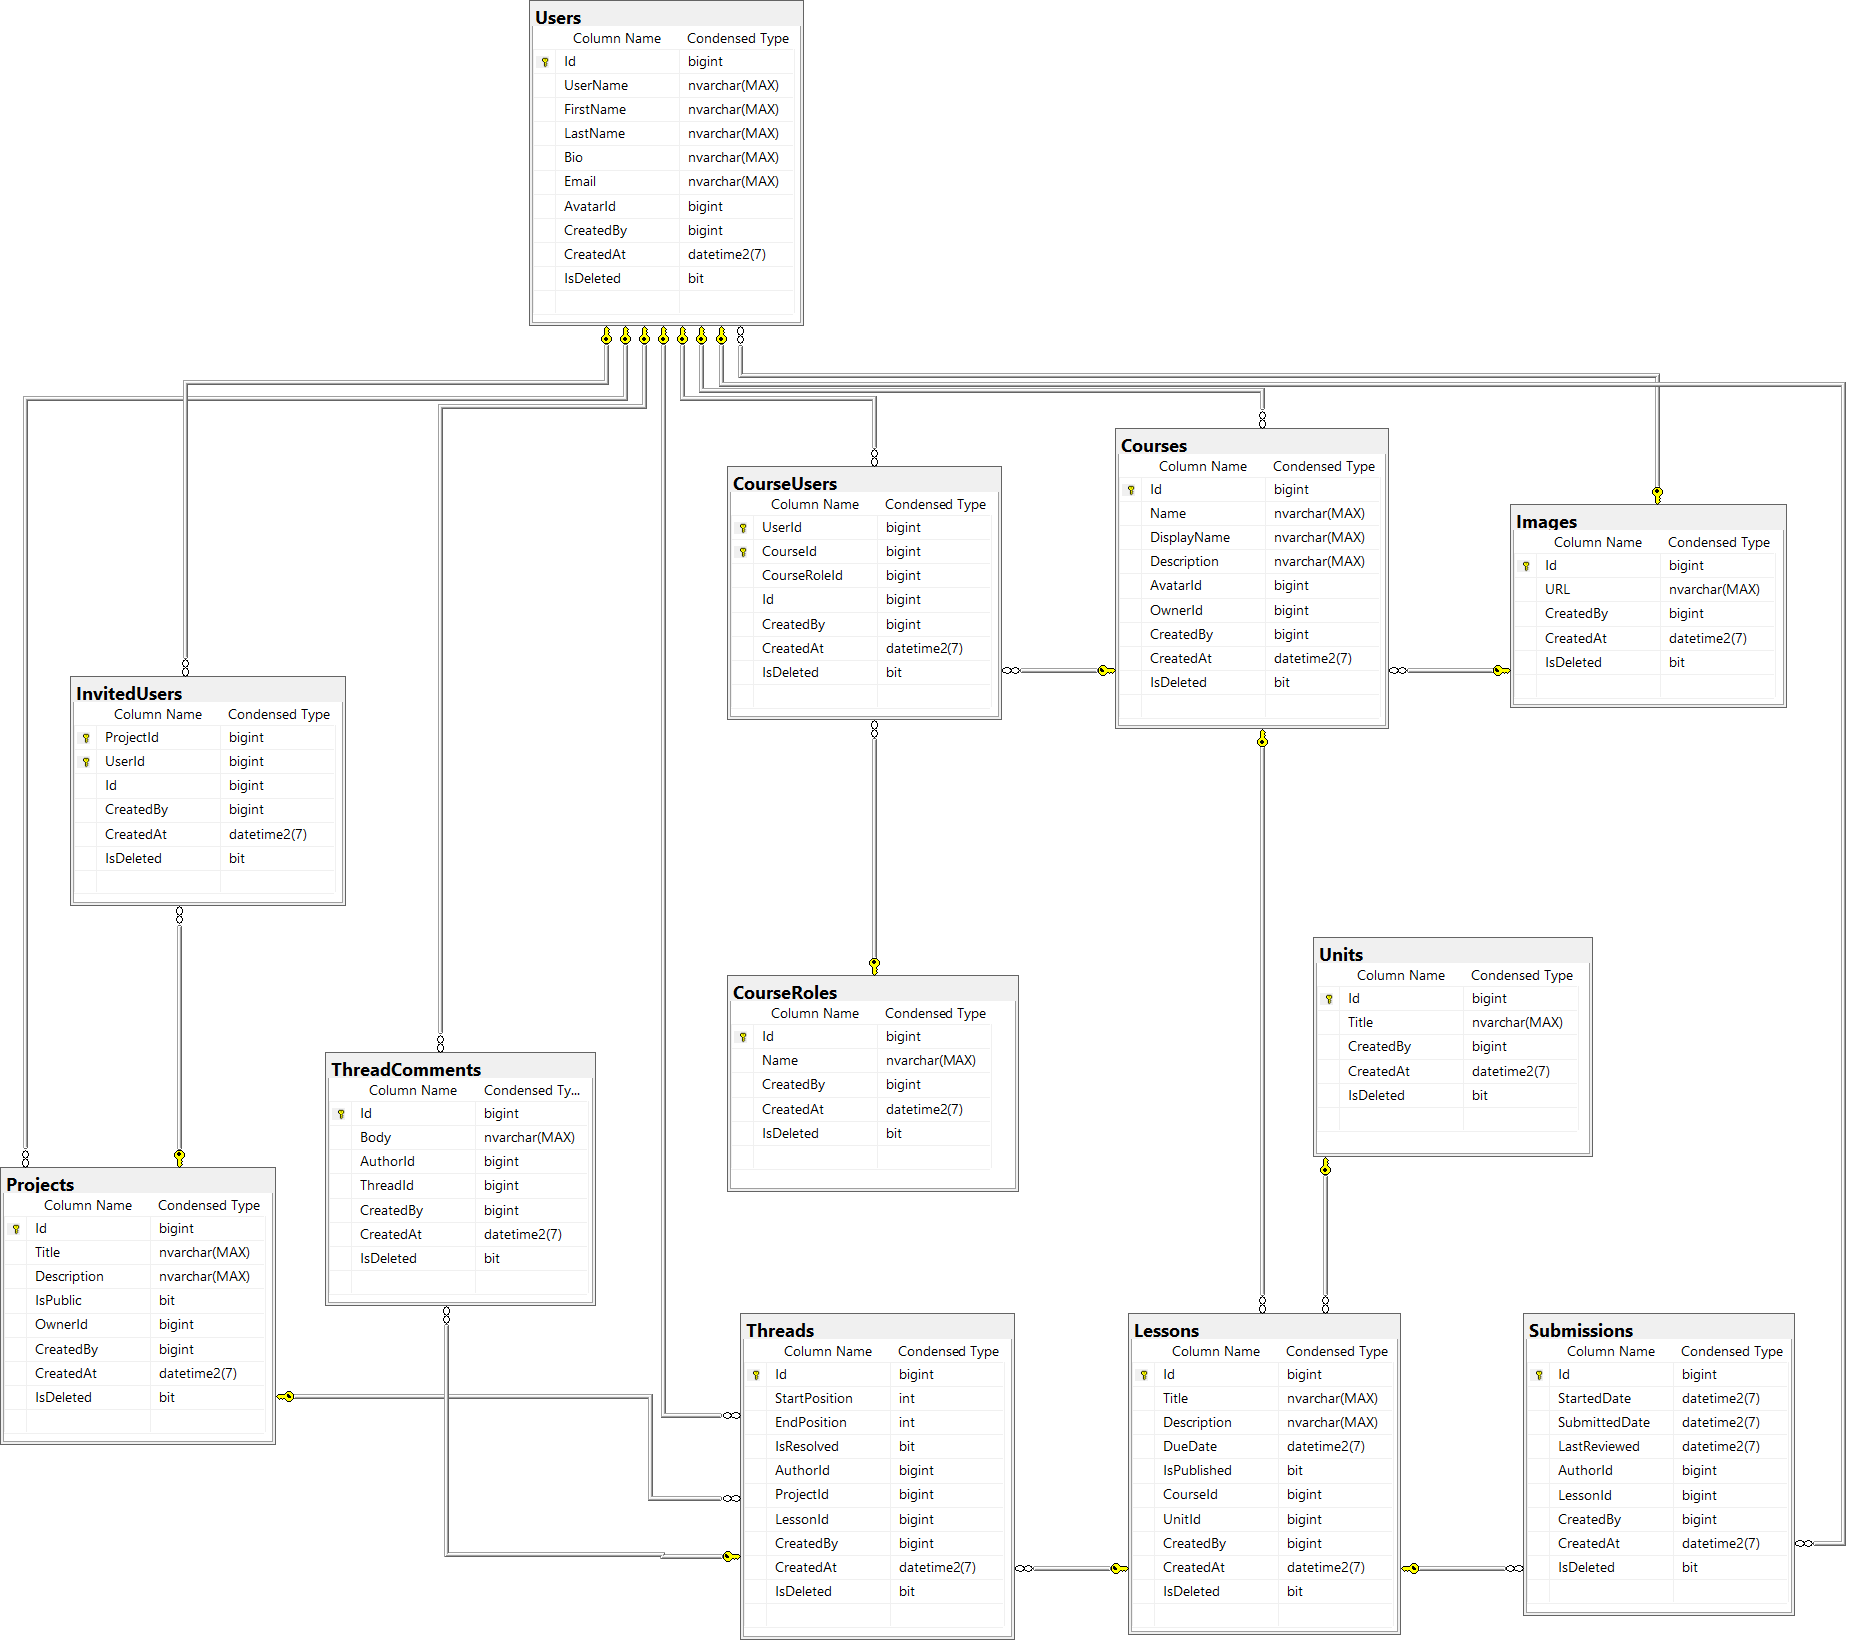 Users
Column Name Condensed Type
Id bigint
UserName nvarchar(MAX)
FirstName nvarchar(MAX)
LastName nvarchar(MAX)
Bio nvarchar(MAX)
Email nvarchar(MAX)
AvatarId bigint
CreatedBy bigint
CreatedAt datetime2(7)
IsDeleted bit
Courses
Column Name Condensed Type
Id bigint
Name nvarchar(MAX)
DisplayName nvarchar(MAX)
Description nvarchar(MAX)
AvatarId bigint
OwnerId bigint
CreatedBy bigint
CreatedAt datetime2(7)
IsDeleted bit
CourseUsers
Column Name Condensed Type
UserId bigint
CourseId bigint
CourseRoleId bigint
Id bigint
CreatedBy bigint
CreatedAt datetime2(7)
IsDeleted bit
Images
Column Name Condensed Type
Id bigint
URL nvarchar(MAX)
CreatedBy bigint
CreatedAt datetime2(7)
IsDeleted bit
InvitedUsers
Column Name Condensed Type
ProjectId bigint
UserId bigint
Id bigint
CreatedBy bigint
CreatedAt datetime2(7)
IsDeleted bit
Units
Column Name Condensed Type
Id bigint
Title nvarchar(MAX)
CreatedBy bigint
CreatedAt datetime2(7)
IsDeleted bit
CourseRoles
Column Name Condensed Type
Id bigint
Name nvarchar(MAX)
CreatedBy bigint
CreatedAt datetime2(7)
IsDeleted bit
ThreadComments
Column Name Condensed Ty...
Id bigint
Body nvarchar(MAX)
AuthorId bigint
ThreadId bigint
CreatedBy bigint
CreatedAt datetime2(7)
IsDeleted bit
Projects
Column Name Condensed Type
Id bigint
Title nvarchar(MAX)
Description nvarchar(MAX)
IsPublic bit
OwnerId bigint
CreatedBy bigint
CreatedAt datetime2(7)
IsDeleted bit
Threads
Column Name Condensed Type
Id bigint
StartPosition int
EndPosition int
IsResolved bit
AuthorId bigint
ProjectId bigint
LessonId bigint
CreatedBy bigint
CreatedAt datetime2(7)
IsDeleted bit
Lessons
Column Name Condensed Type
Id bigint
Title nvarchar(MAX)
Description nvarchar(MAX)
DueDate datetime2(7)
IsPublished bit
CourseId bigint
UnitId bigint
CreatedBy bigint
CreatedAt datetime2(7)
IsDeleted bit
Submissions
Column Name Condensed Type
Id bigint
StartedDate datetime2(7)
SubmittedDate datetime2(7)
LastReviewed datetime2(7)
AuthorId bigint
LessonId bigint
CreatedBy bigint
CreatedAt datetime2(7)
IsDeleted bit